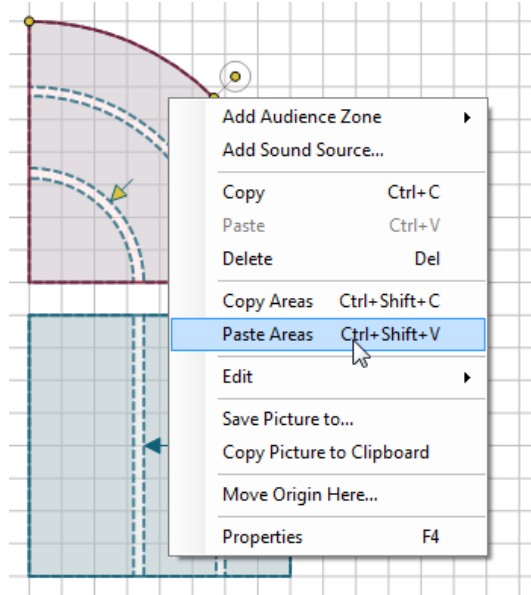 Add Audience Zone
Add Sound Source...
Copy Ctrl+C
Paste Ctrl+V
Delete Del
Copy Areas Ctrl+Shift+C
Paste Areas Ctrl+Shift+V
Edit
Save Picture to...
Copy Picture to Clipboard
Move Origin Here...
Properties F4